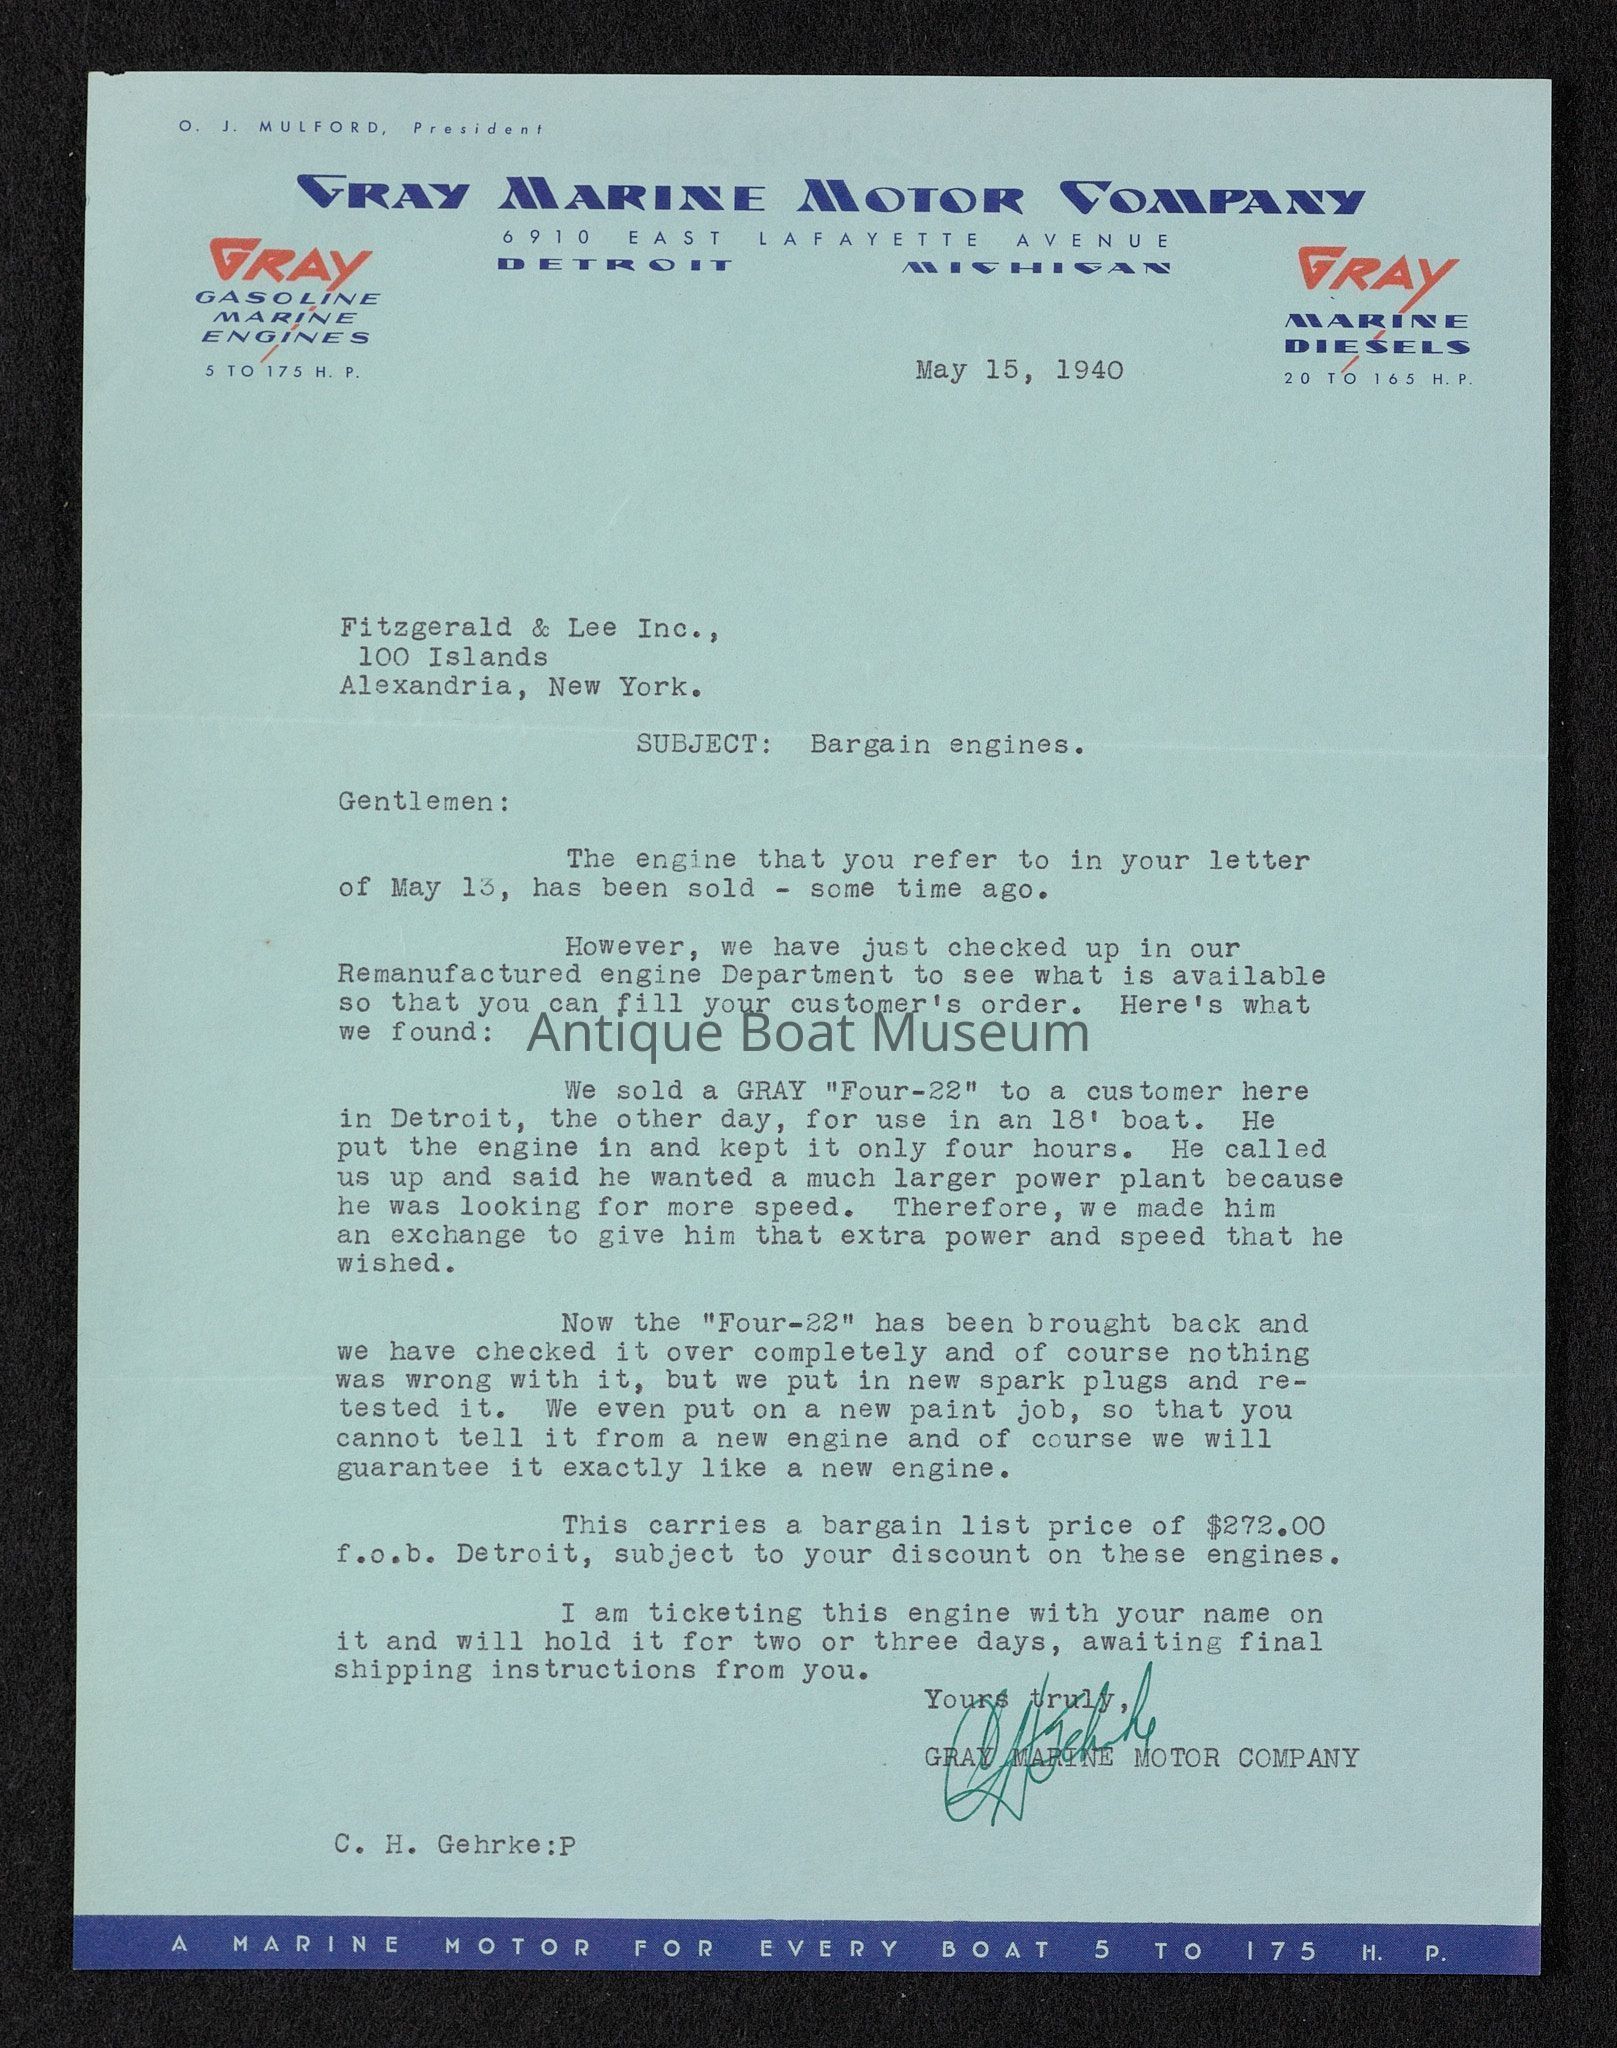 O. J. MULFORD, President
GRAY MARINE MOTOR COMPANY
6910 EAST LAFAYETTE AVENUE
DETROIT MICHIGAN
GRAY
GASOLINE
MARINE
ENGINES
5 TO 175 H. P.
GRAY
MARINE
DIESELS
20 TO 165 H. P.
May 15, 1940
Fitzgerald & Lee Inc.,
100 Islands
Alexandria, New York.
SUBJECT: Bargain engines.
Gentlemen:
The engine that you refer to in your letter
of May 13, has been sold - some time ago.
However, we have just checked up in our
Remanufactured engine Department to see what is available
so that you can fill your customer's order. Here's what
we found:
Antique Boat Museum
We sold a GRAY "Four-22" to a customer here
in Detroit, the other day, for use in an 18' boat. He
put the engine in and kept it only four hours. He called
us up and said he wanted a much larger power plant because
he was looking for more speed. Therefore, we made him
an exchange to give him that extra power and speed that he
wished.
Now the "Four-22" has been brought back and
we have checked it over completely and of course nothing
was wrong with it, but we put in new spark plugs and re-
tested it. We even put on a new paint job, so that you
cannot tell it from a new engine and of course we will
guarantee it exactly like a new engine.
This carries a bargain list price of $272.00
f.o.b. Detroit, subject to your discount on these engines.
I am ticketing this engine with your name on
it and will hold it for two or three days, awaiting final
shipping instructions from you.
Yours truly,
CHGehrke
GRAY MARINE MOTOR COMPANY
C. H. Gehrke:P
A MARINE MOTOR FOR EVERY BOAT 5 TO 175 H. P.